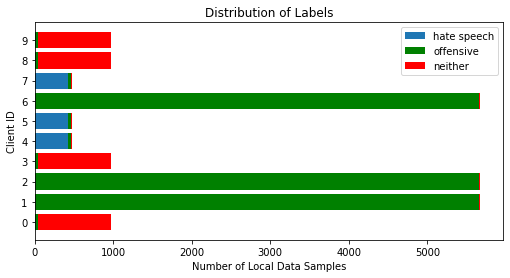 Distribution of Labels
hate speech
offensive
neither
Client ID
9
8
7
6
5
4
3
2
1
0
0 1000 2000 3000 4000 5000
Number of Local Data Samples